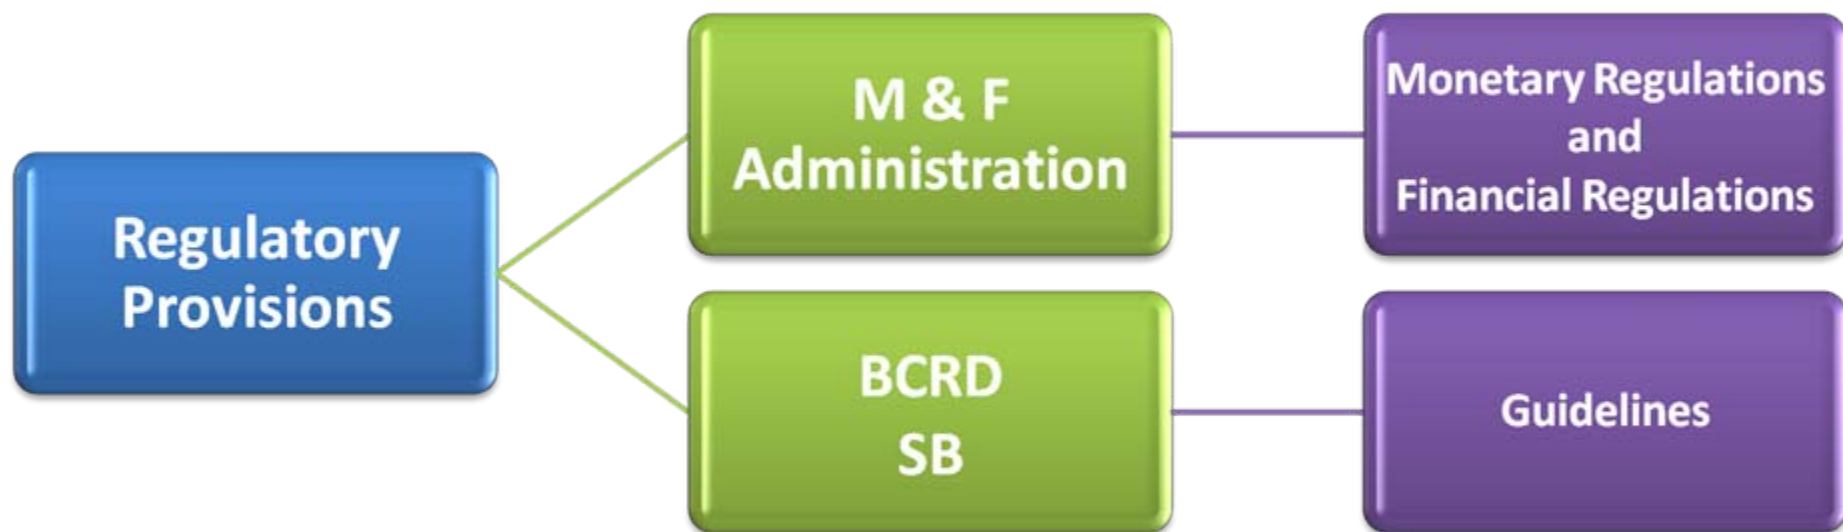 Regulatory
Provisions
M & F
Administration
Monetary Regulations
and
Financial Regulations
BCRD
SB
Guidelines